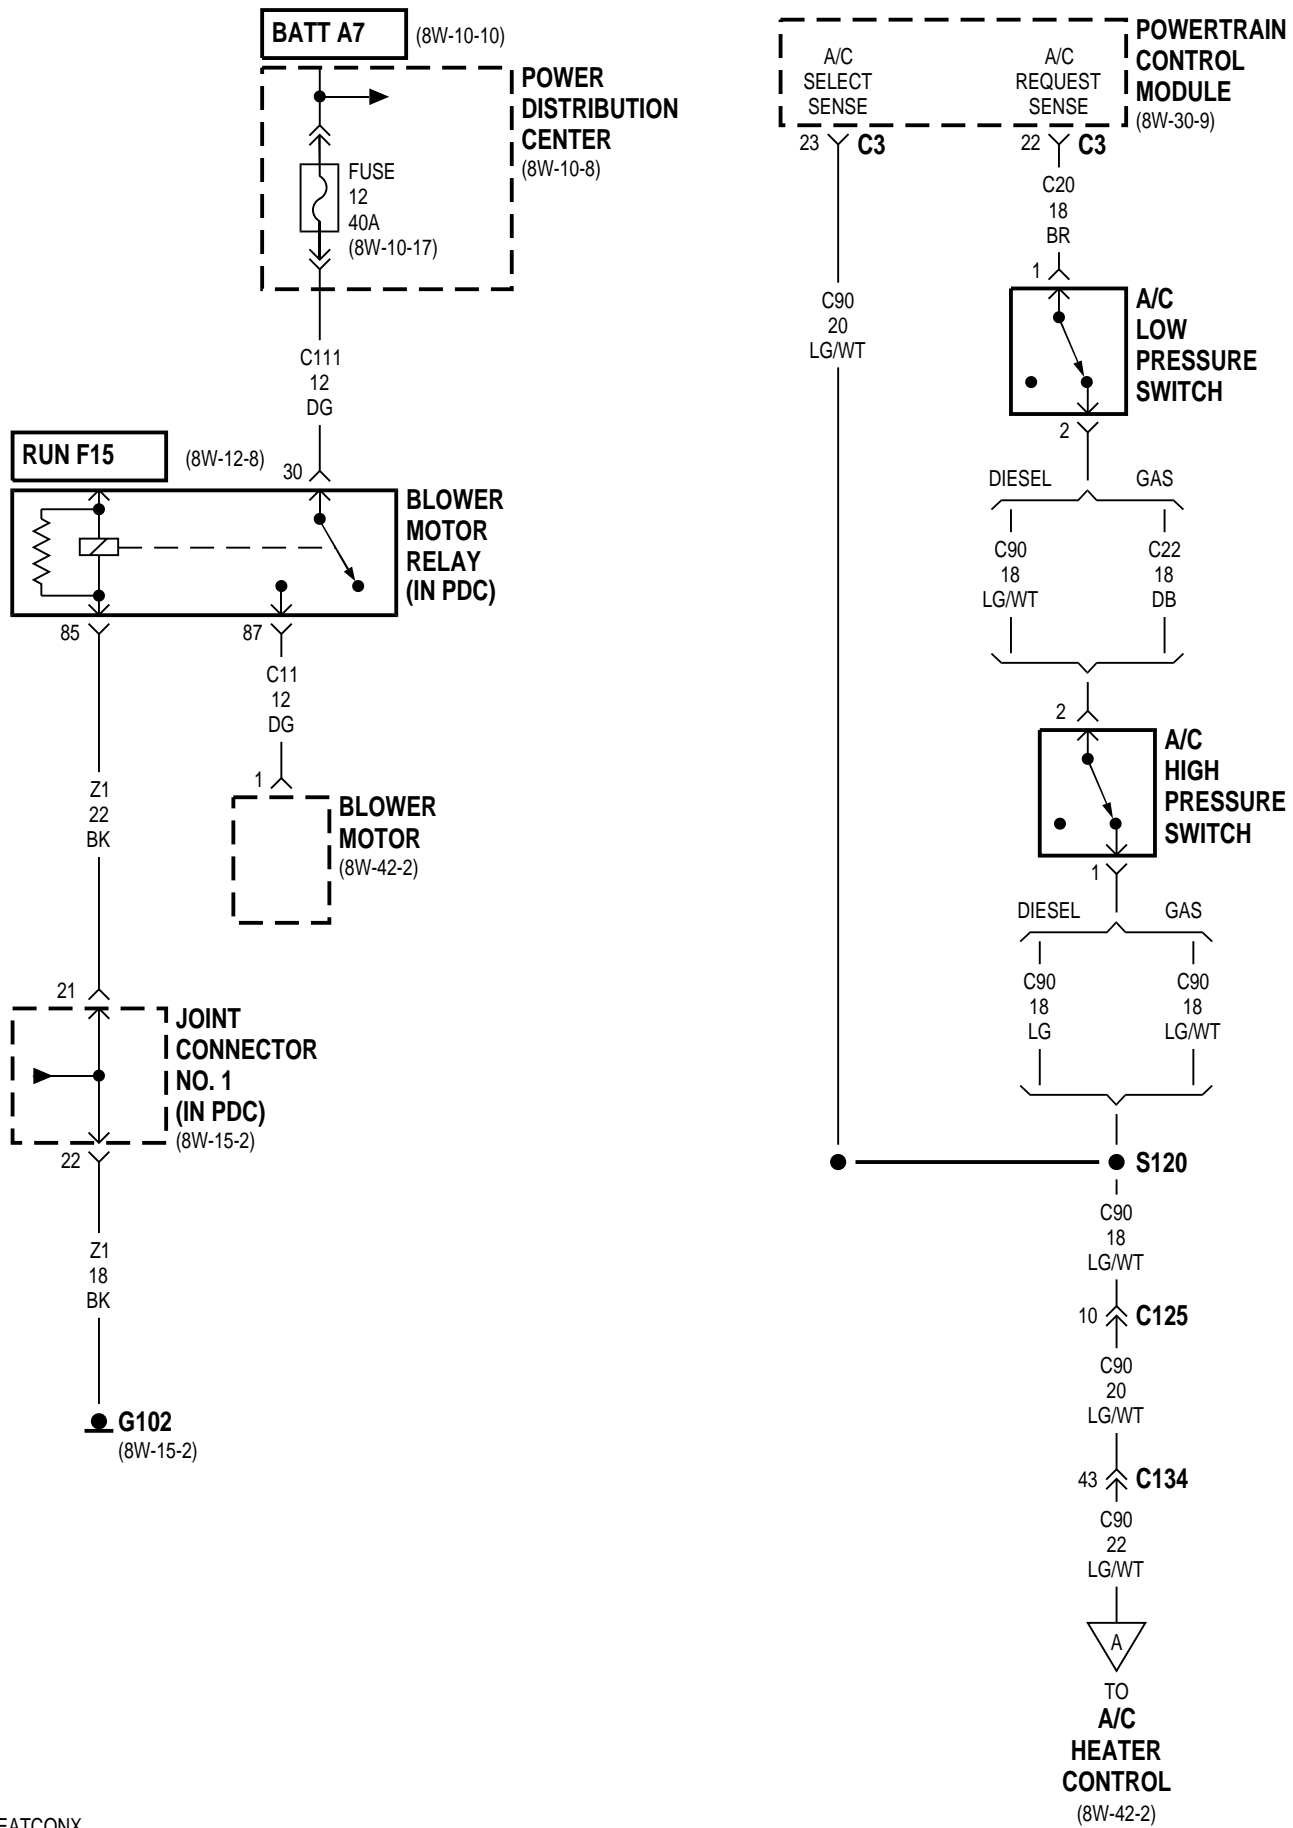 BATT A7
(8W-10-10)
POWER
DISTRIBUTION
CENTER
(8W-10-8)
FUSE
12
40A
(8W-10-17)
C111
12
DG
RUN F15
(8W-12-8)
30
BLOWER
MOTOR
RELAY
(IN PDC)
85
87
C11
12
DG
1
BLOWER
MOTOR
(8W-42-2)
Z1
22
BK
21
JOINT
CONNECTOR
NO. 1
(IN PDC)
(8W-15-2)
22
Z1
18
BK
G102
(8W-15-2)
POWERTRAIN
CONTROL
MODULE
(8W-30-9)
A/C
SELECT
SENSE
A/C
REQUEST
SENSE
23
C3
22
C3
C20
18
BR
C90
20
LG/WT
1
A/C
LOW
PRESSURE
SWITCH
2
DIESEL
GAS
C90
18
LG/WT
C22
18
DB
2
A/C
HIGH
PRESSURE
SWITCH
1
DIESEL
GAS
C90
18
LG
C90
18
LG/WT
S120
C90
18
LG/WT
10
C125
C90
20
LG/WT
43
C134
C90
22
LG/WT
A
TO
A/C
HEATER
CONTROL
(8W-42-2)